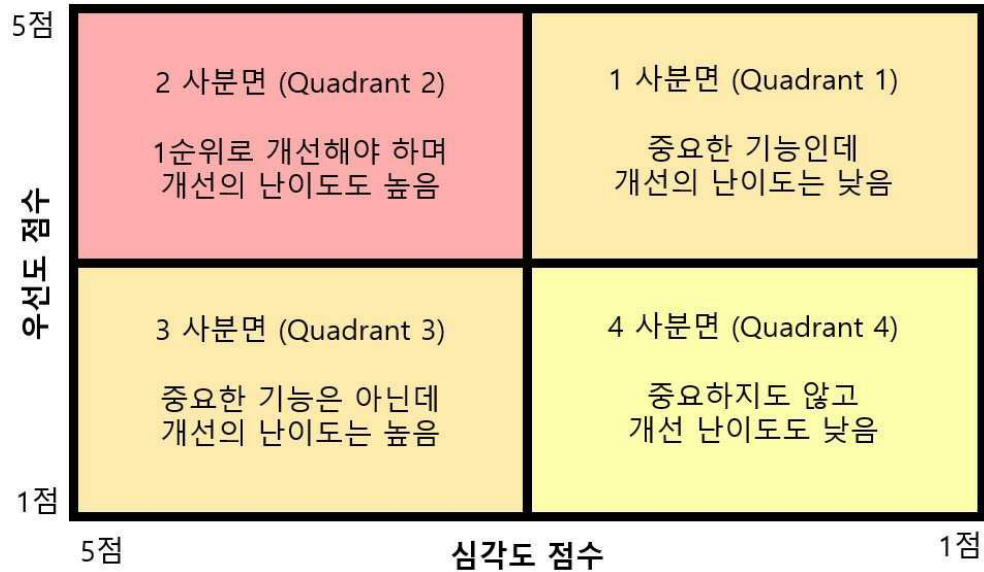 5점
2 사분면 (Quadrant 2)
1순위로 개선해야 하며
개선의 난이도도 높음
1 사분면 (Quadrant 1)
중요한 기능인데
개선의 난이도는 낮음
우선도 점수
3 사분면 (Quadrant 3)
중요한 기능은 아닌데
개선의 난이도는 높음
4 사분면 (Quadrant 4)
중요하지도 않고
개선 난이도도 낮음
1점
5점
심각도 점수
1점